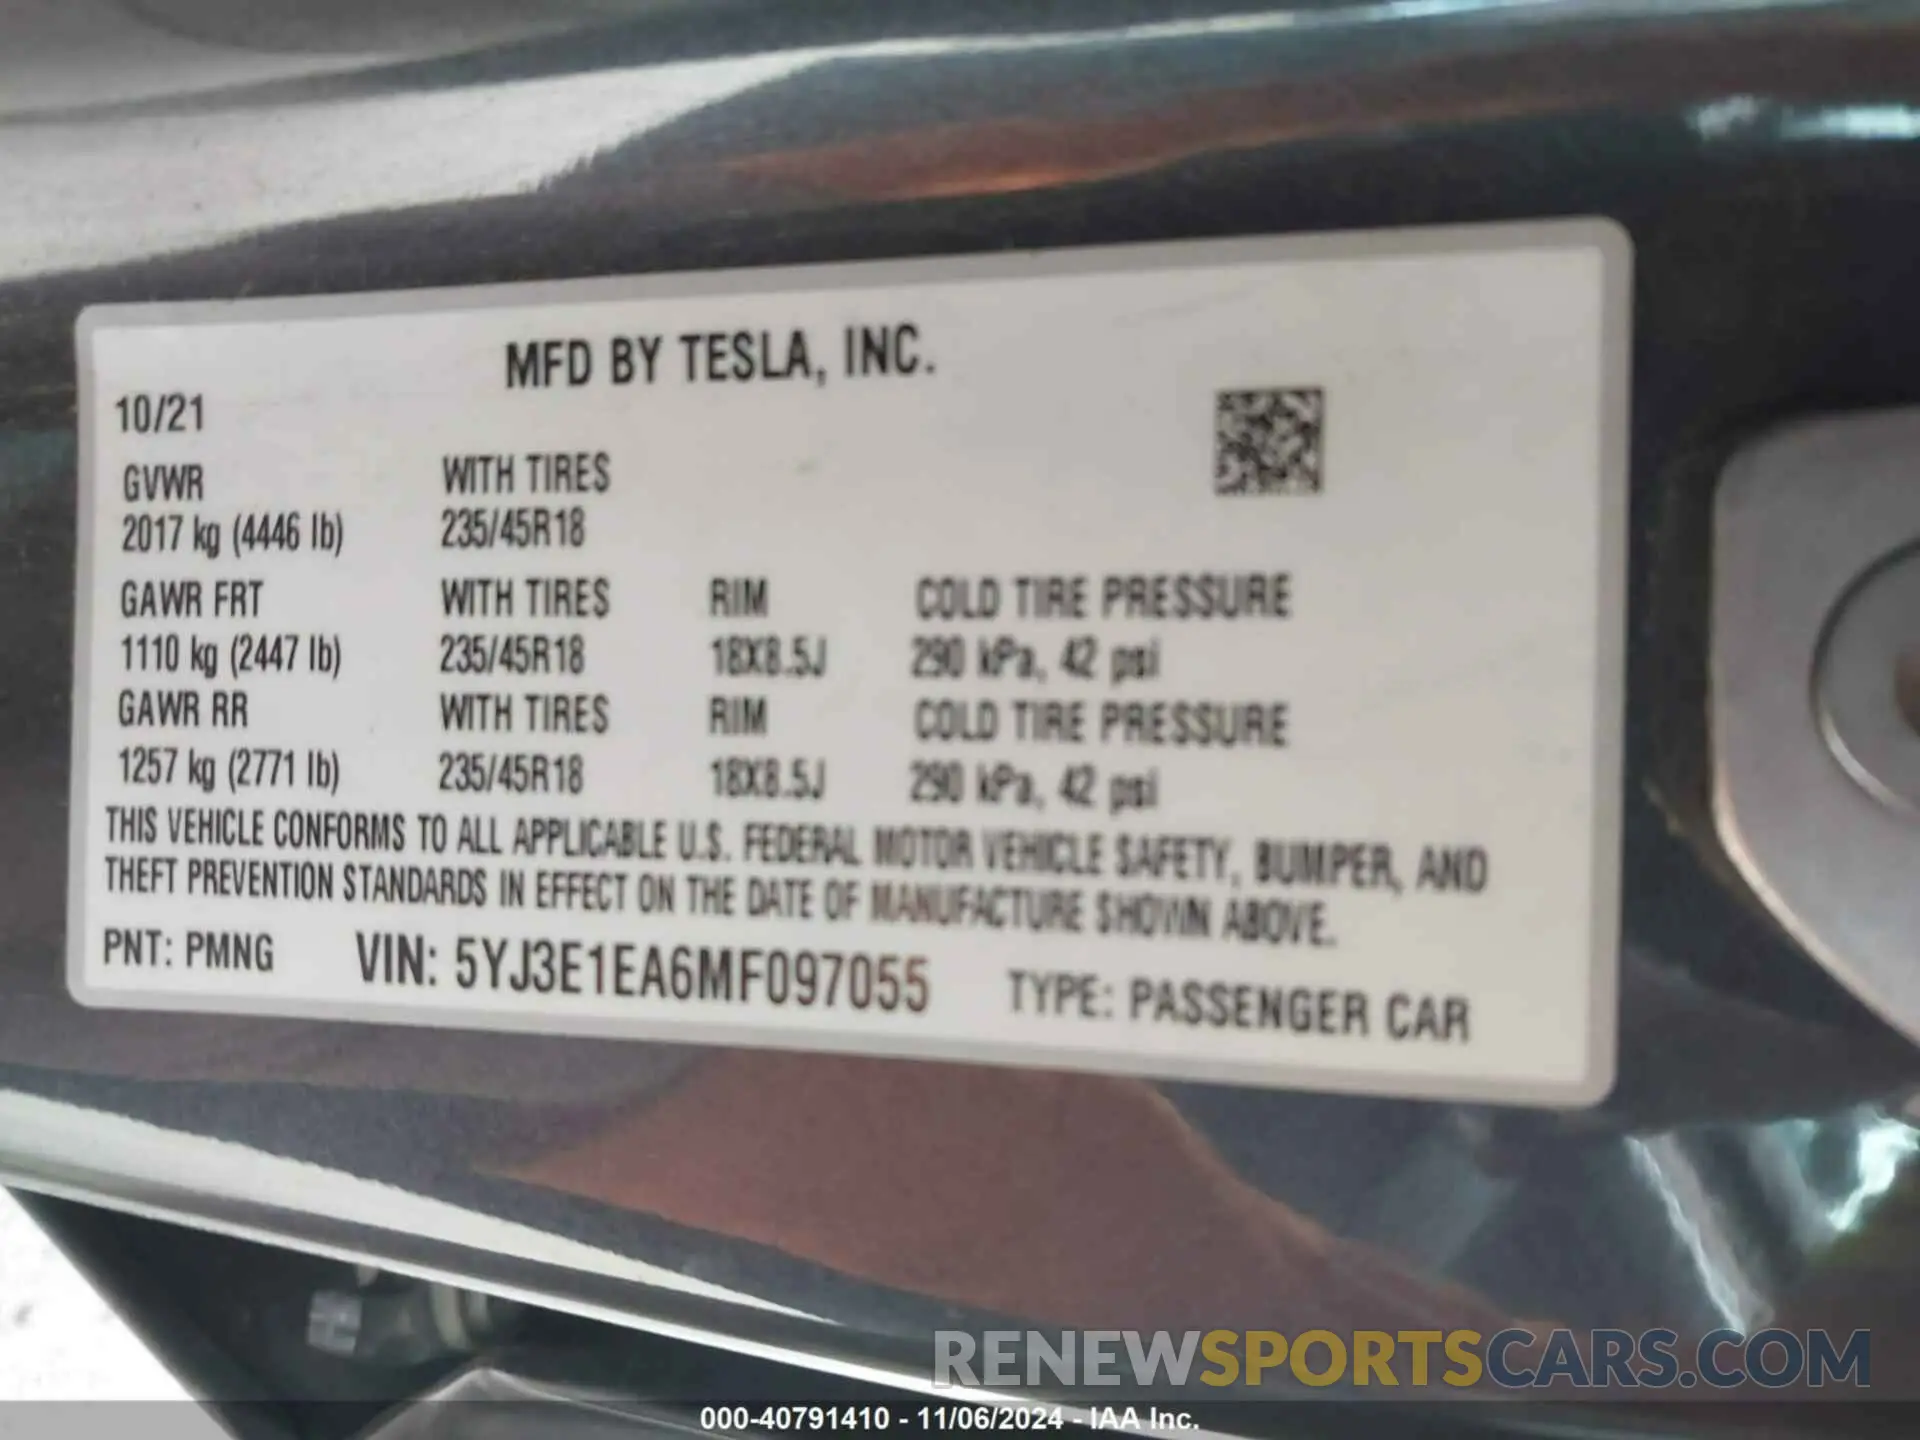 MFD BY TESLA, INC.
10/21
GVWR WITH TIRES
2017 kg (4446 lb) 235/45R18
GAWR FRT WITH TIRES RIM COLD TIRE PRESSURE
1110 kg (2447 lb) 235/45R18 18X8.5J 290 kPa, 42 psi
GAWR RR WITH TIRES RIM COLD TIRE PRESSURE
1257 kg (2771 lb) 235/45R18 18X8.5J 290 kPa, 42 psi
THIS VEHICLE CONFORMS TO ALL APPLICABLE U.S. FEDERAL MOTOR VEHICLE SAFETY, BUMPER, AND
THEFT PREVENTION STANDARDS IN EFFECT ON THE DATE OF MANUFACTURE SHOWN ABOVE.
PNT: PMNG VIN: 5YJ3E1EA6MF097055 TYPE: PASSENGER CAR
RENEWSPORTSCARS.COM
000-40791410 - 11/06/2024 - IAA Inc.